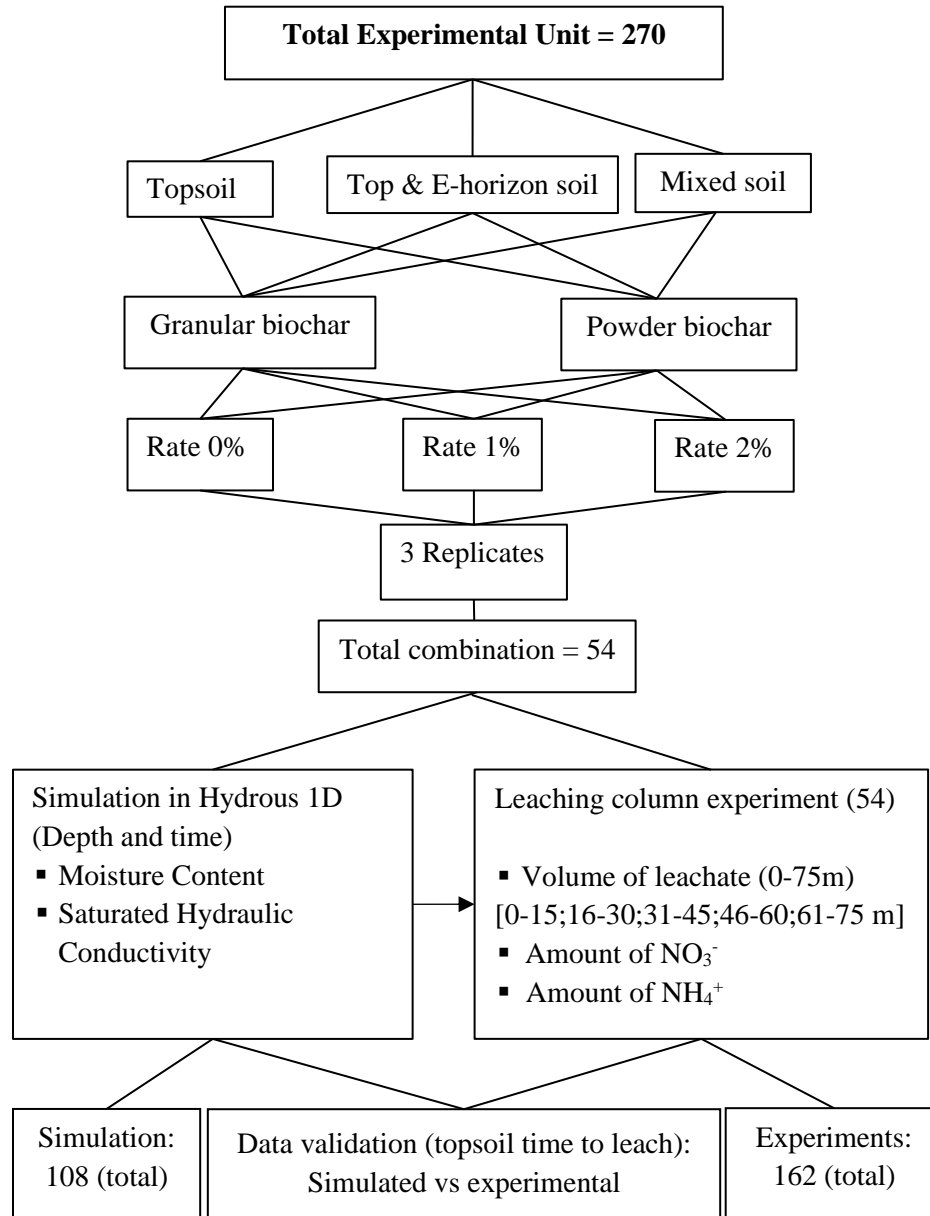 Total Experimental Unit = 270
Topsoil
Top & E-horizon soil
Mixed soil
Granular biochar
Powder biochar
Rate 0%
Rate 1%
Rate 2%
3 Replicates
Total combination = 54
Simulation in Hydrous 1D
(Depth and time)
▪ Moisture Content
▪ Saturated Hydraulic
Conductivity
Leaching column experiment (54)
▪ Volume of leachate (0-75m)
[0-15;16-30;31-45;46-60;61-75 m]
▪ Amount of NO₃⁻
▪ Amount of NH₄⁺
Simulation:
108 (total)
Data validation (topsoil time to leach):
Simulated vs experimental
Experiments:
162 (total)